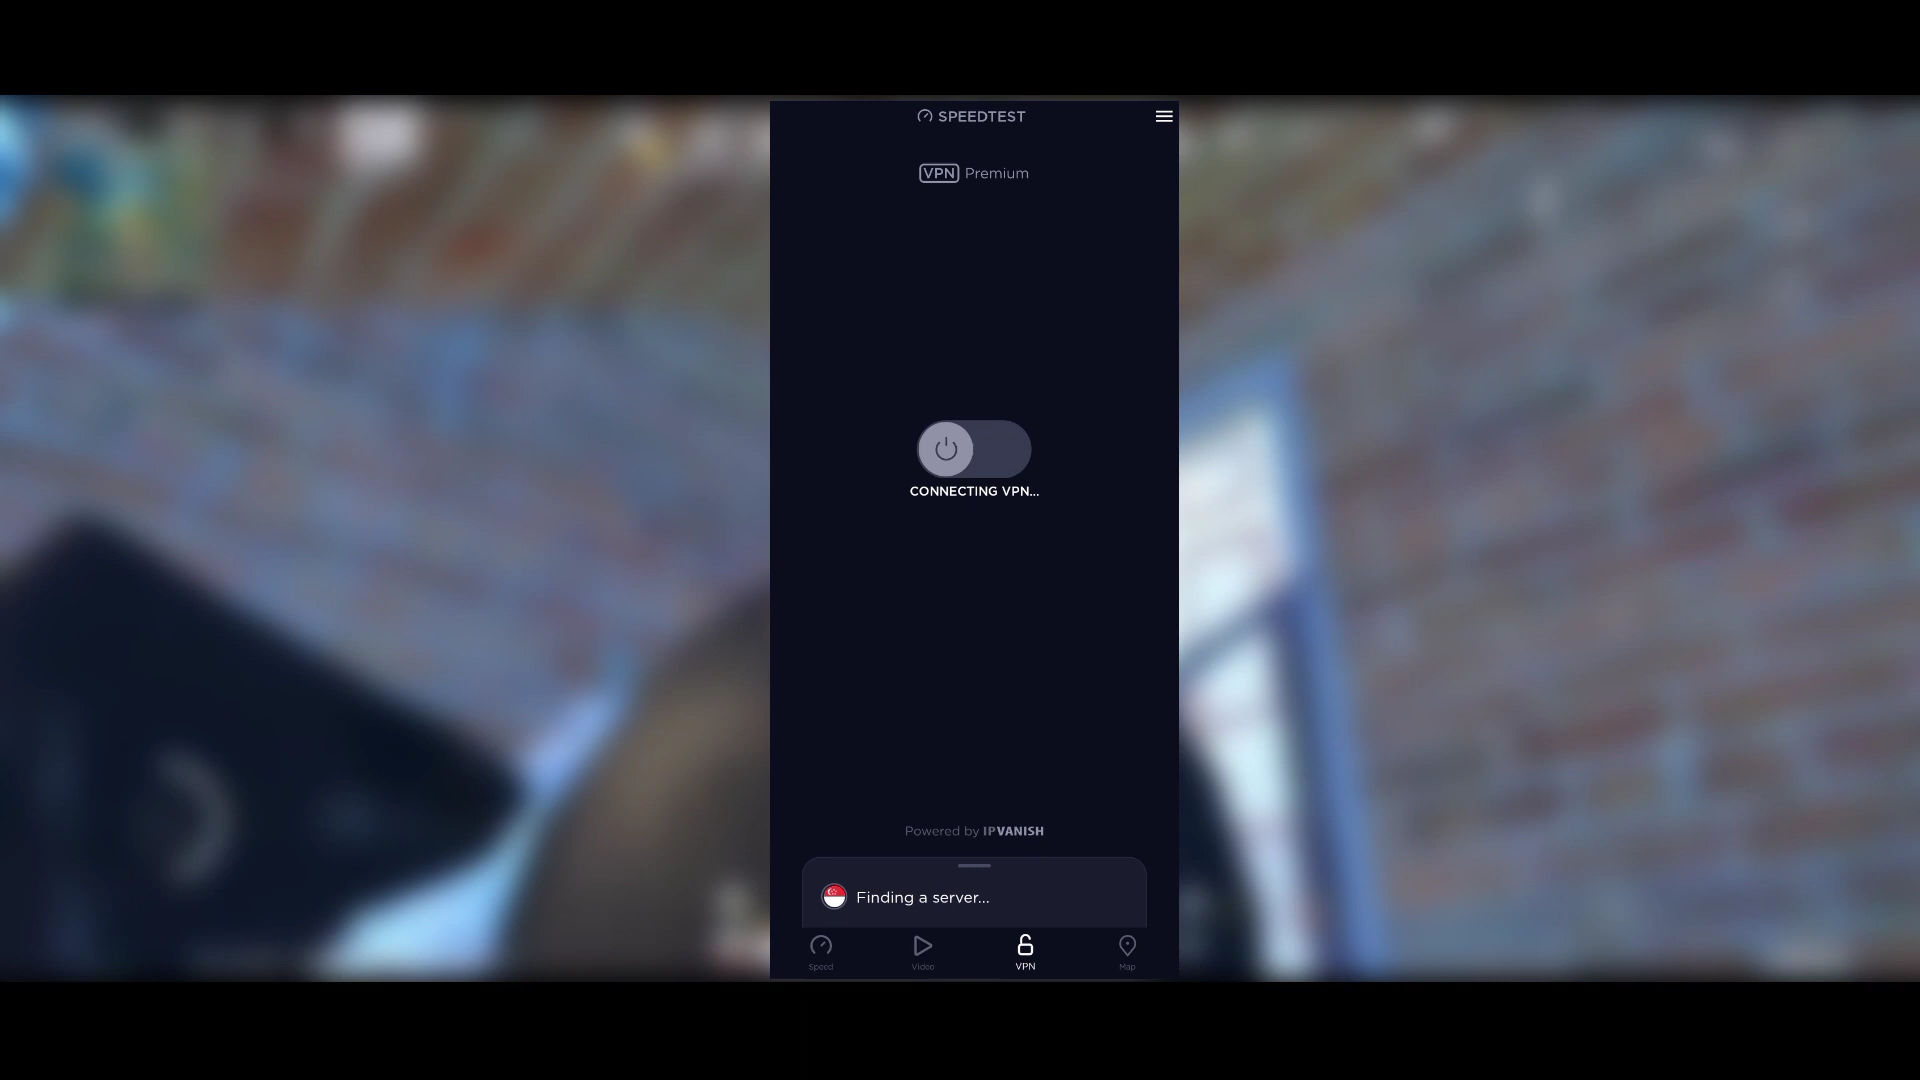 SPEEDTEST
VPN Premium
CONNECTING VPN...
Powered by IPVANISH
Finding a server...
Speed
Video
VPN
Map